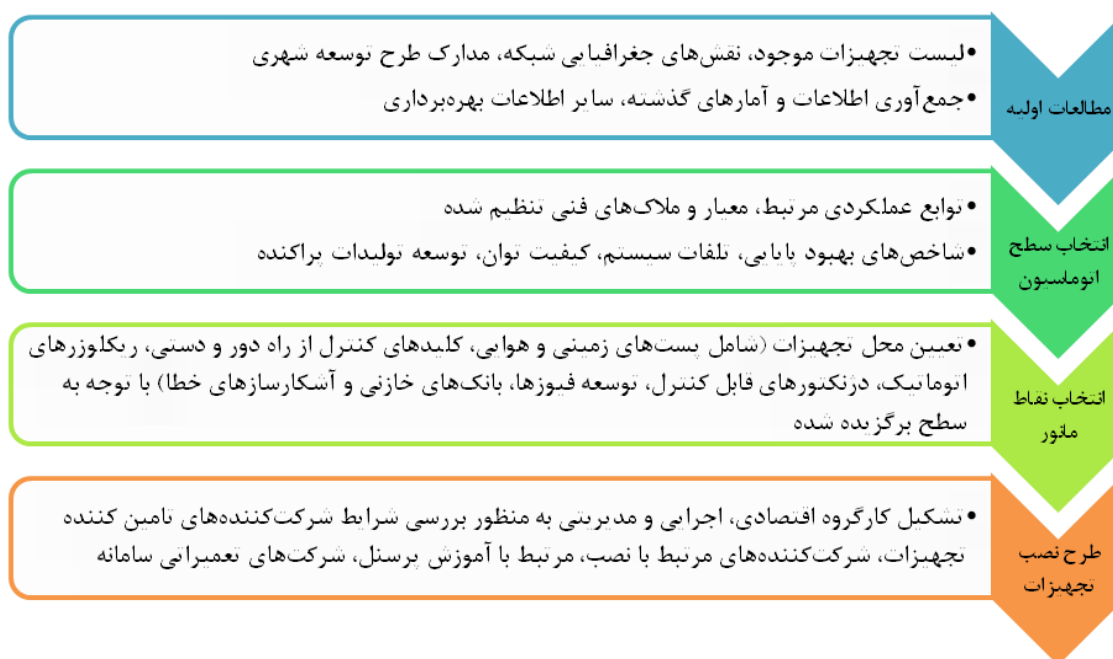 مطالعات اولیه
•لیست تجهیزات موجود، نقش‌های جغرافیایی شبکه، مدارک طرح توسعه شهری
•جمع‌آوری اطلاعات و آمارهای گذشته، سایر اطلاعات بهره‌برداری
انتخاب سطح
اتوماسیون
•توابع عملکردی مرتبط، معیار و ملاک‌های فنی تنظیم شده
•شاخص‌های بهبود پایایی، تلفات سیستم، کیفیت توان، توسعه تولیدات پراکنده
انتخاب نقاط
مانور
•تعیین محل تجهیزات (شامل پست‌های زمینی و هوایی، کلیدهای کنترل از راه دور و دستی، ریکلوزرهای
اتوماتیک، دژنکتورهای قابل کنترل، توسعه فیوزها، بانک‌های خازنی و آشکارسازهای خطا) با توجه به
سطح برگزیده شده
طرح نصب
تجهیزات
•تشکیل کارگروه اقتصادی، اجرایی و مدیریتی به منظور بررسی شرایط شرکت‌کننده‌های تامین کننده
تجهیزات، شرکت‌کننده‌های مرتبط با نصب، مرتبط با آموزش پرسنل، شرکت‌های تعمیراتی سامانه